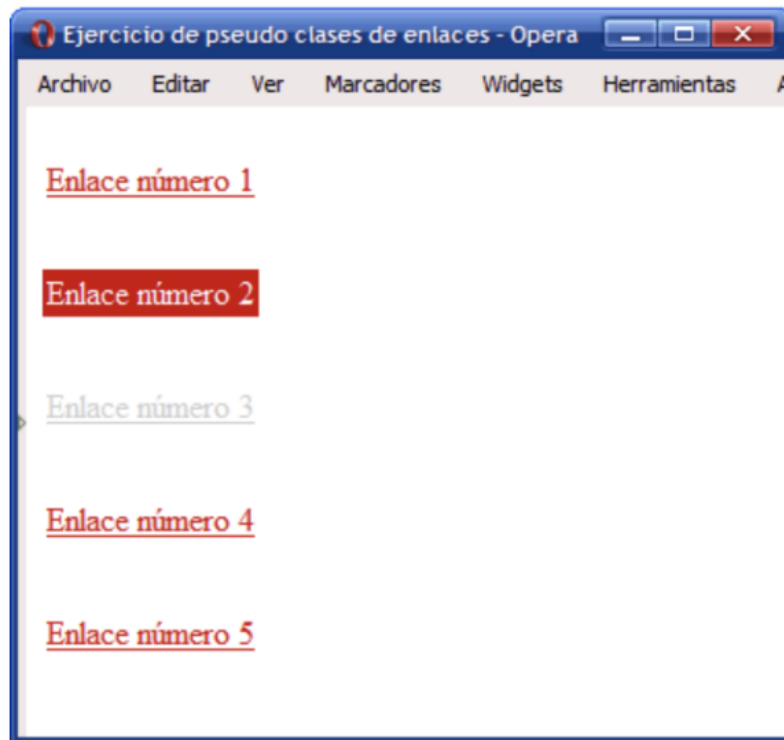 Ejercicio de pseudo clases de enlaces - Opera
Archivo Editar Ver Marcadores Widgets Herramientas A
Enlace número 1
Enlace número 2
Enlace número 3
Enlace número 4
Enlace número 5